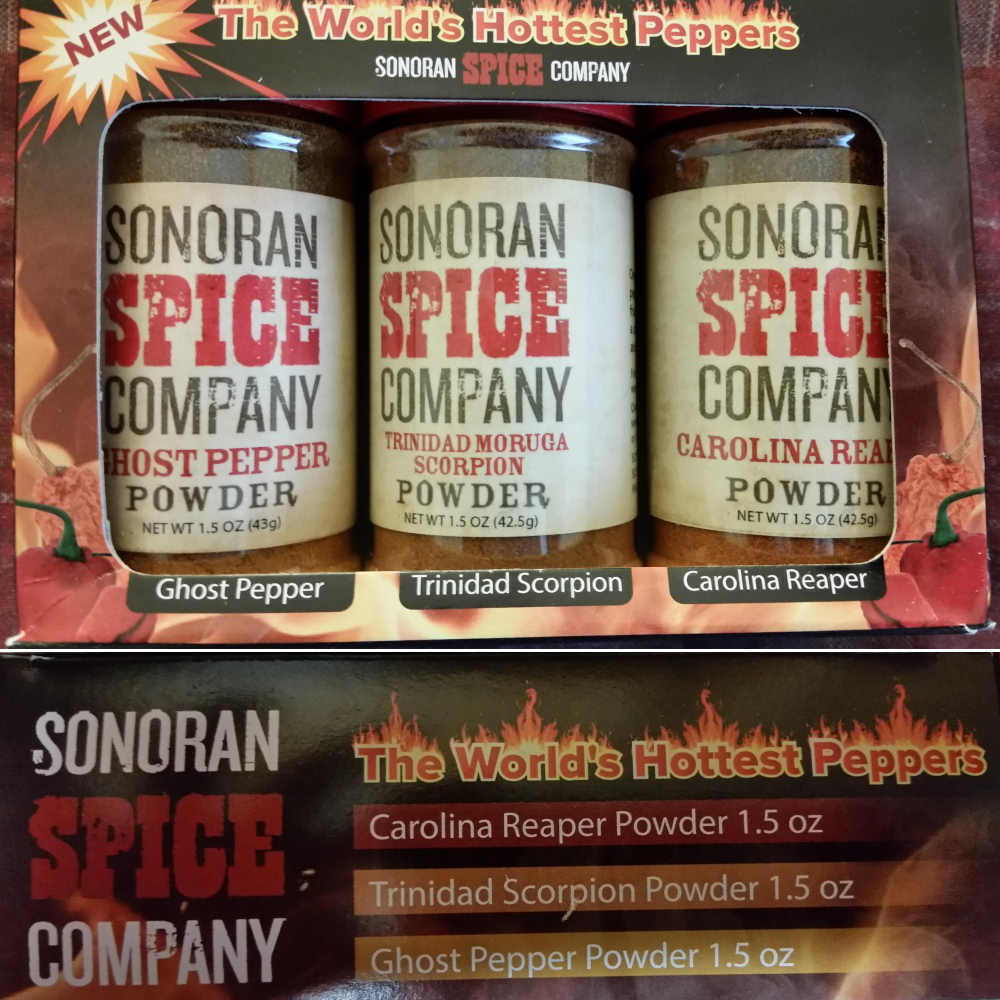 NEW
The World's Hottest Peppers
SONORAN SPICE COMPANY
SONORAN
SPICE
COMPANY
HOST PEPPER
POWDER
NET WT 1.5 OZ (43g)
SONORAN
SPICE
COMPANY
TRINIDAD MORUGA
SCORPION
POWDER
NET WT 1.5 OZ (42.5g)
SONORAN
SPICE
COMPANY
CAROLINA REA
POWDER
NET WT 1.5 OZ (42.5g)
Ghost Pepper
Trinidad Scorpion
Carolina Reaper
SONORAN
SPICE
COMPANY
The World's Hottest Peppers
Carolina Reaper Powder 1.5 oz
Trinidad Scorpion Powder 1.5 oz
Ghost Pepper Powder 1.5 oz